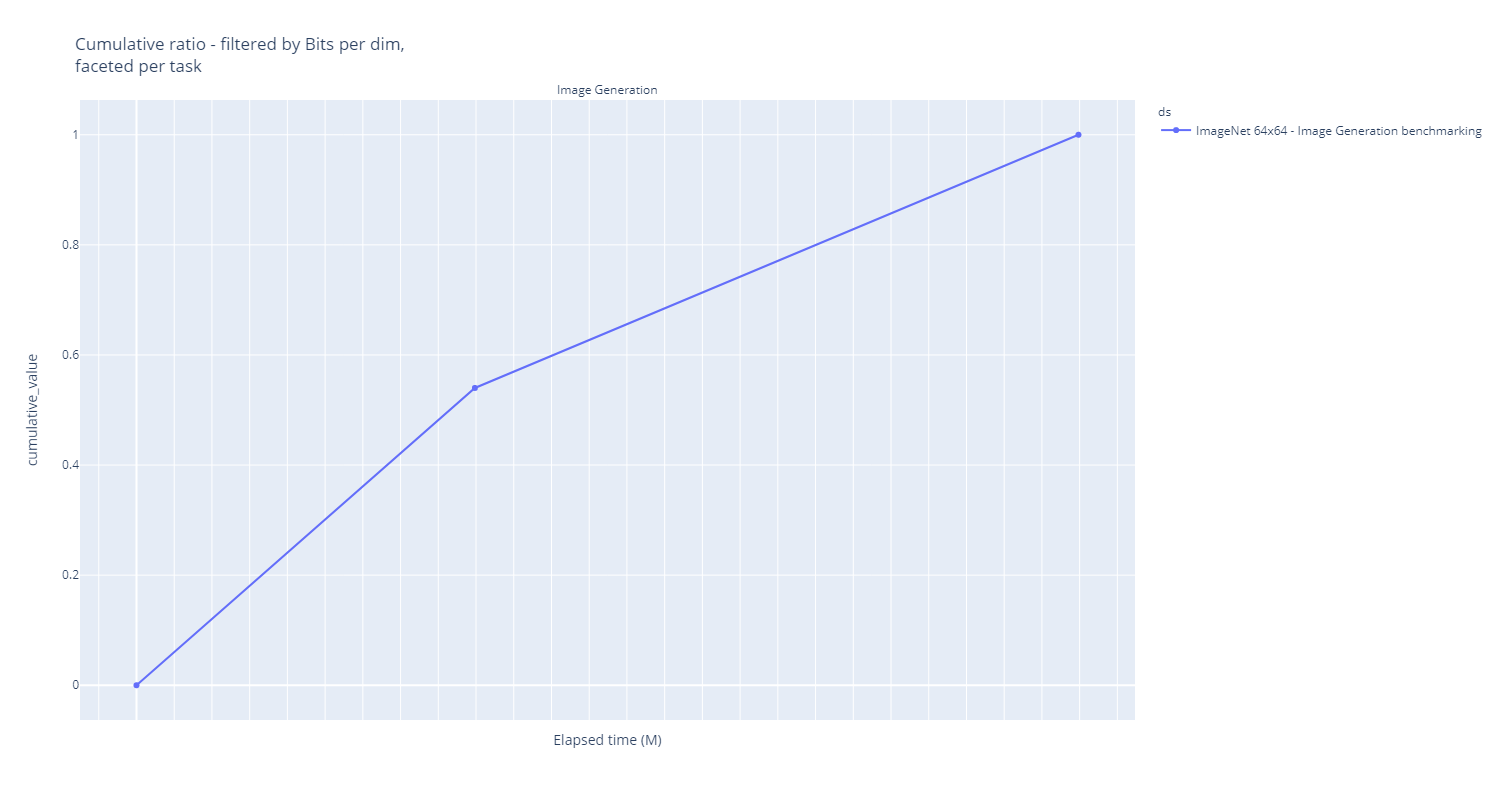 Cumulative ratio - filtered by Bits per dim,
faceted per task
Image Generation
ds
ImageNet 64x64 - Image Generation benchmarking
1
0.8
0.6
0.4
0.2
0
cumulative_value
Elapsed time (M)